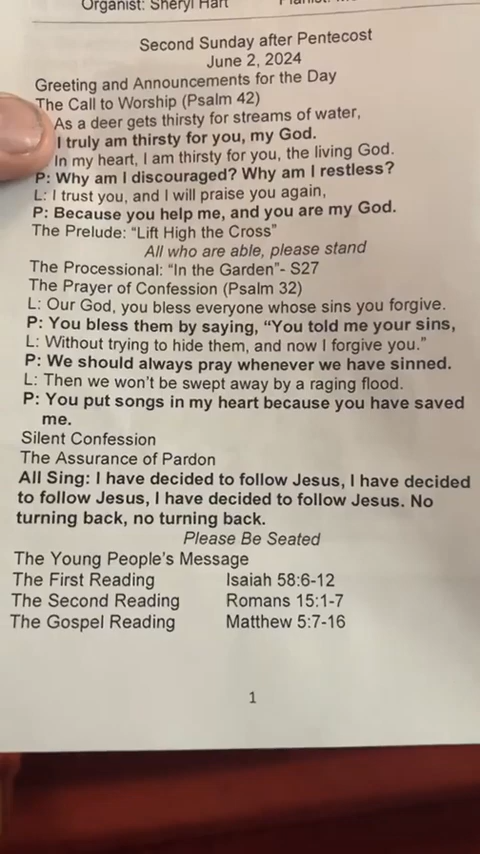 Organist: Sheryl Hart
Second Sunday after Pentecost
June 2, 2024
Greeting and Announcements for the Day
The Call to Worship (Psalm 42)
As a deer gets thirsty for streams of water,
I truly am thirsty for you, my God.
In my heart, I am thirsty for you, the living God.
P: Why am I discouraged? Why am I restless?
L: I trust you, and I will praise you again,
P: Because you help me, and you are my God.
The Prelude: “Lift High the Cross”
All who are able, please stand
The Processional: “In the Garden”- S27
The Prayer of Confession (Psalm 32)
L: Our God, you bless everyone whose sins you forgive.
P: You bless them by saying, “You told me your sins,
L: Without trying to hide them, and now I forgive you.”
P: We should always pray whenever we have sinned.
L: Then we won’t be swept away by a raging flood.
P: You put songs in my heart because you have saved
me.
Silent Confession
The Assurance of Pardon
All Sing: I have decided to follow Jesus, I have decided
to follow Jesus, I have decided to follow Jesus. No
turning back, no turning back.
Please Be Seated
The Young People’s Message
The First Reading Isaiah 58:6-12
The Second Reading Romans 15:1-7
The Gospel Reading Matthew 5:7-16
1